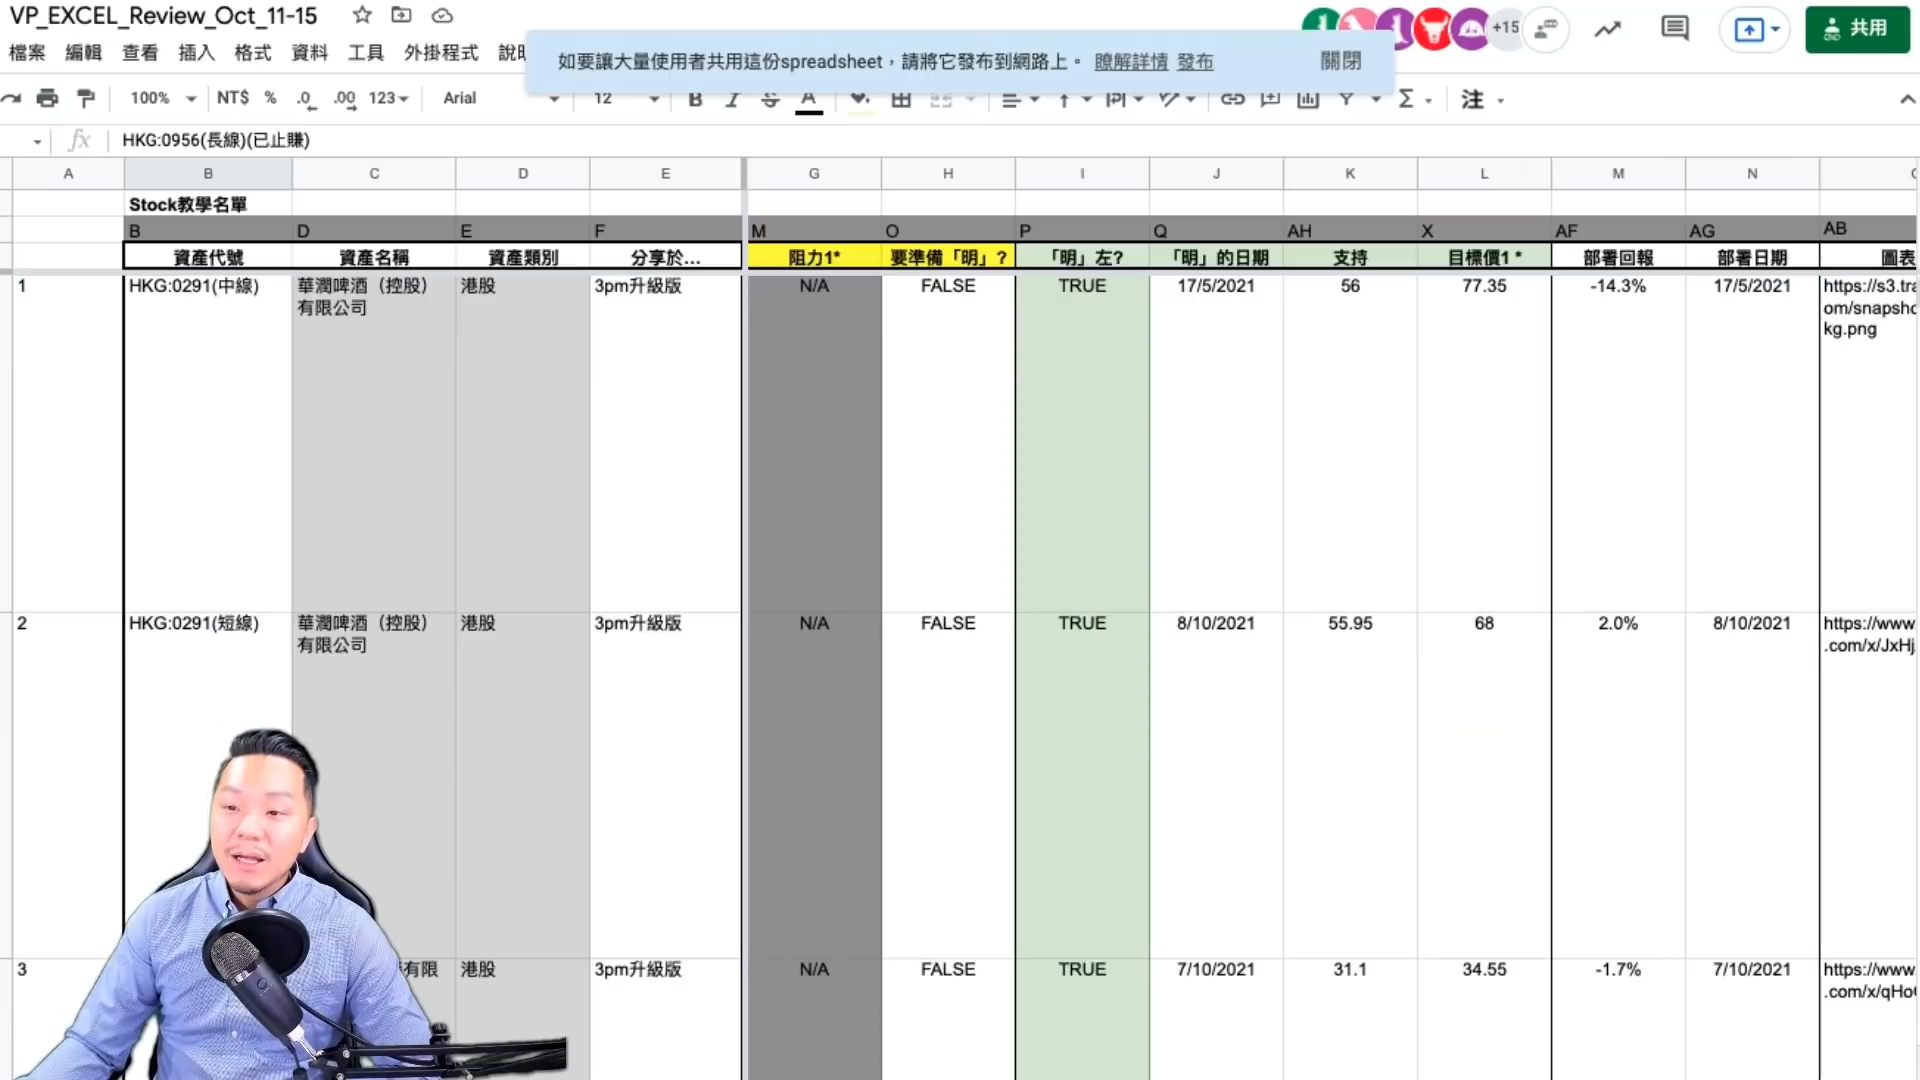 VP_EXCEL_Review_Oct_11-15
+15
共用
檔案 編輯 查看 插入 格式 資料 工具 外掛程式
如要讓大量使用者共用這份spreadsheet，請將它發布到網路上。 瞭解詳情 發布 關閉
100% NT$ % .0 .00 123 Arial 12 B I S A Σ 注
fx HKG:0956(長線)(已止賺)
A B C D E G H I J K L M N
Stock教學名單
B D E F M O P Q AH X AF AG AB
資產代號 資產名稱 資產類別 分享於... 阻力1* 要準備「明」? 「明」左? 「明」的日期 支持 目標價1 * 部署回報 部署日期 圖表
1 HKG:0291(中線) 華潤啤酒（控股） 港股 3pm升級版 N/A FALSE TRUE 17/5/2021 56 77.35 -14.3% 17/5/2021 https://s3.tra
有限公司 om/snapsho
kg.png
2 HKG:0291(短線) 華潤啤酒（控股） 港股 3pm升級版 N/A FALSE TRUE 8/10/2021 55.95 68 2.0% 8/10/2021 https://www.
有限公司 .com/x/JxHj
3 有限 港股 3pm升級版 N/A FALSE TRUE 7/10/2021 31.1 34.55 -1.7% 7/10/2021 https://www.
.com/x/qHo